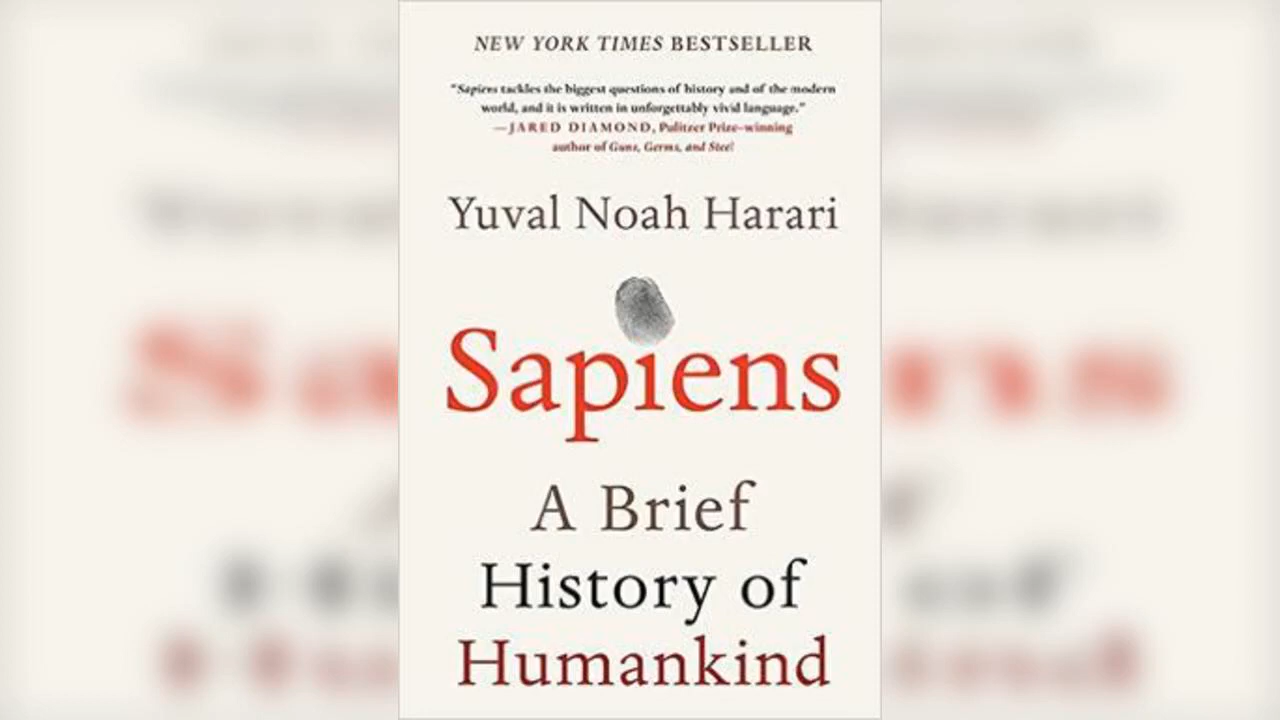 NEW YORK TIMES BESTSELLER
"Sapiens tackles the biggest questions of history and of the modern
world, and it is written in unforgettably vivid language."
—JARED DIAMOND, Pulitzer Prize–winning
author of Guns, Germs, and Steel
Yuval Noah Harari
Sapiens
A Brief
History of
Humankind